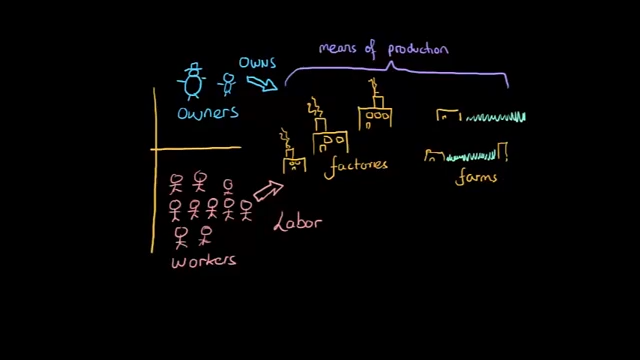 means of production
OWNS
Owners
factories
farms
Labor
workers